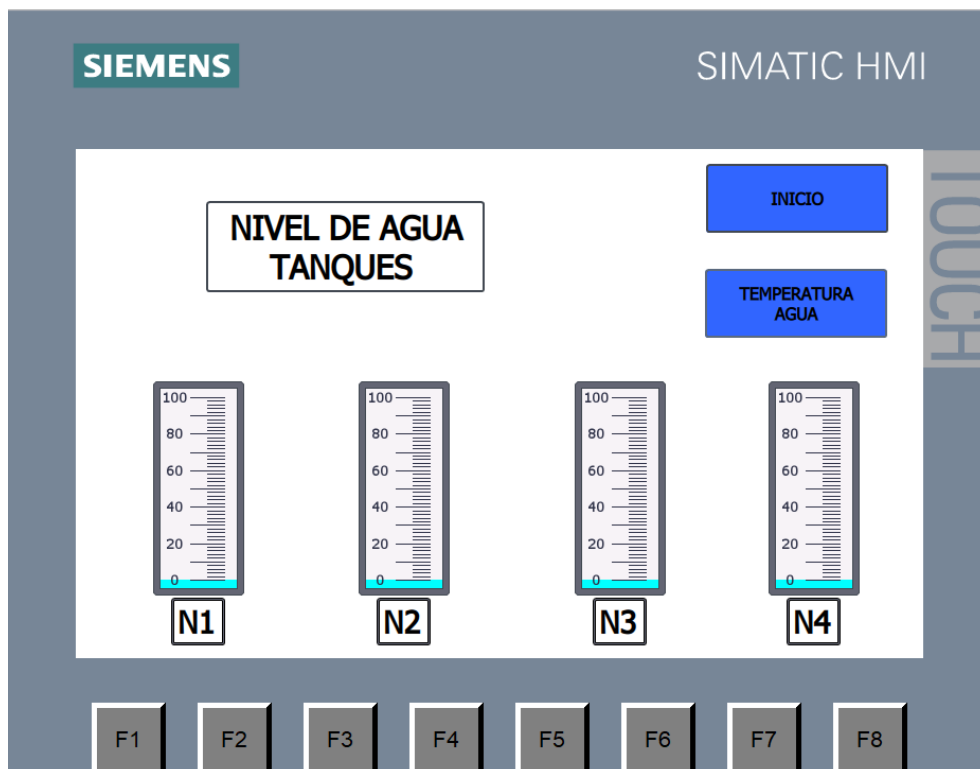 SIEMENS
SIMATIC HMI
TOUCH
NIVEL DE AGUA
TANQUES
INICIO
TEMPERATURA
AGUA
100
80
60
40
20
0
N1
100
80
60
40
20
0
N2
100
80
60
40
20
0
N3
100
80
60
40
20
0
N4
F1
F2
F3
F4
F5
F6
F7
F8